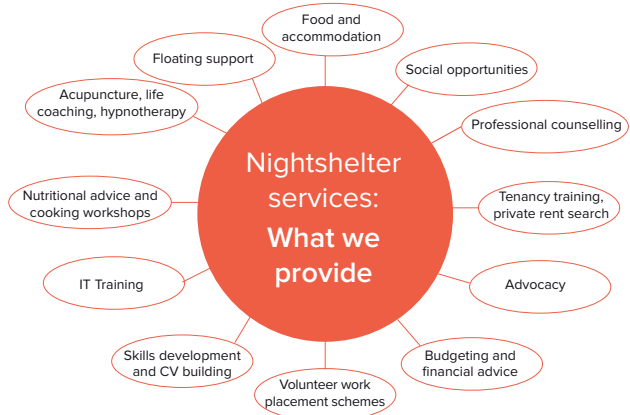 Food and
accommodation
Floating support
Social opportunities
Acupuncture, life
coaching, hypnotherapy
Professional counselling
Nightshelter
services:
What we
provide
Nutritional advice and
cooking workshops
Tenancy training,
private rent search
IT Training
Advocacy
Skills development
and CV building
Budgeting and
financial advice
Volunteer work
placement schemes